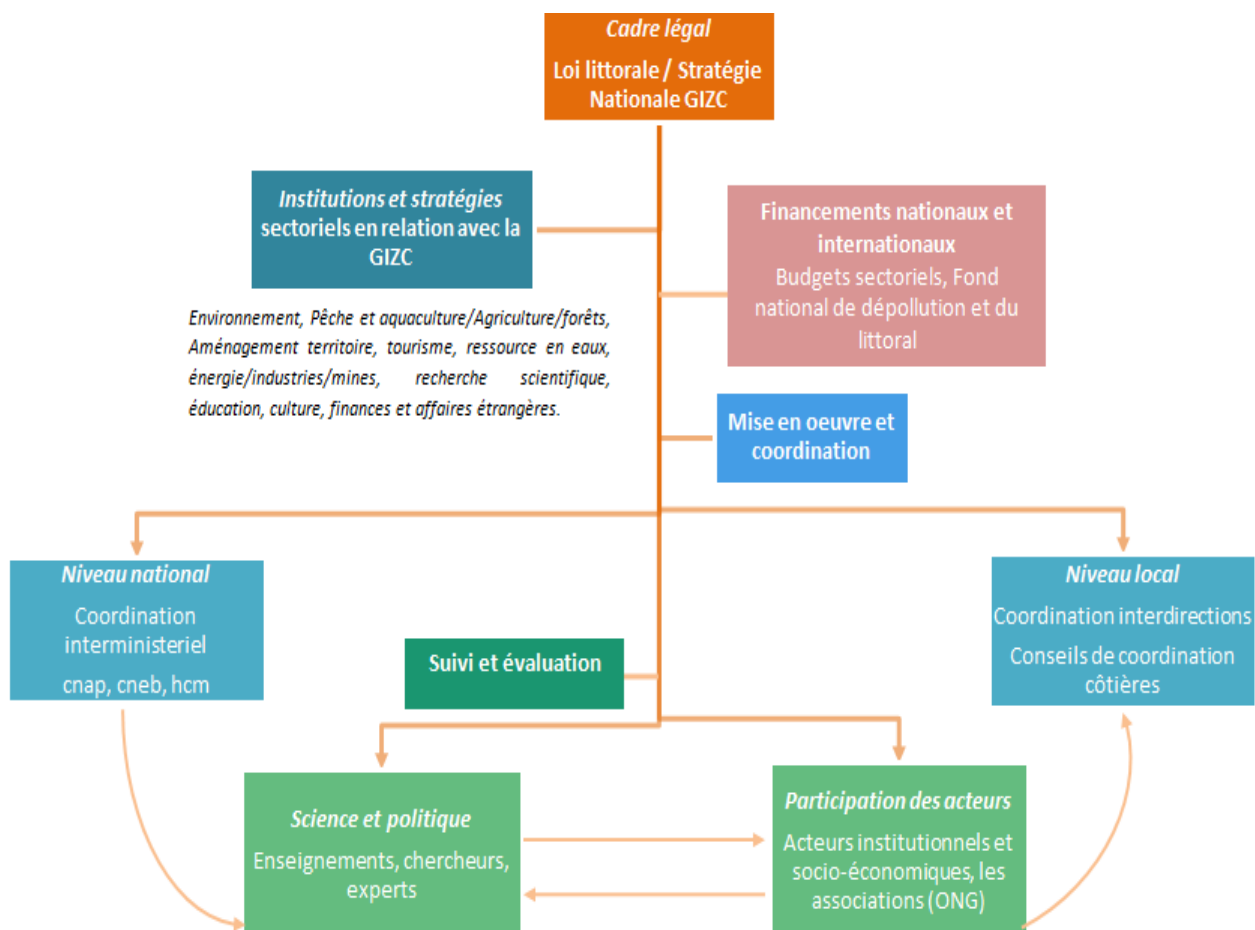 Cadre légal
Loi littorale / Stratégie
Nationale GIZC
Institutions et stratégies
sectoriels en relation avec la
GIZC
Financements nationaux et
internationaux
Budgets sectoriels, Fond
national de dépollution et du
littoral
Environnement, Pêche et aquaculture/Agriculture/forêts,
Aménagement territoire, tourisme, ressource en eaux,
énergie/industries/mines, recherche scientifique,
éducation, culture, finances et affaires étrangères.
Mise en oeuvre et
coordination
Niveau national
Coordination
interministeriel
cnap, cneb, hcm
Niveau local
Coordination interdirections
Conseils de coordination
côtières
Suivi et évaluation
Science et politique
Enseignements, chercheurs,
experts
Participation des acteurs
Acteurs institutionnels et
socio-économiques, les
associations (ONG)